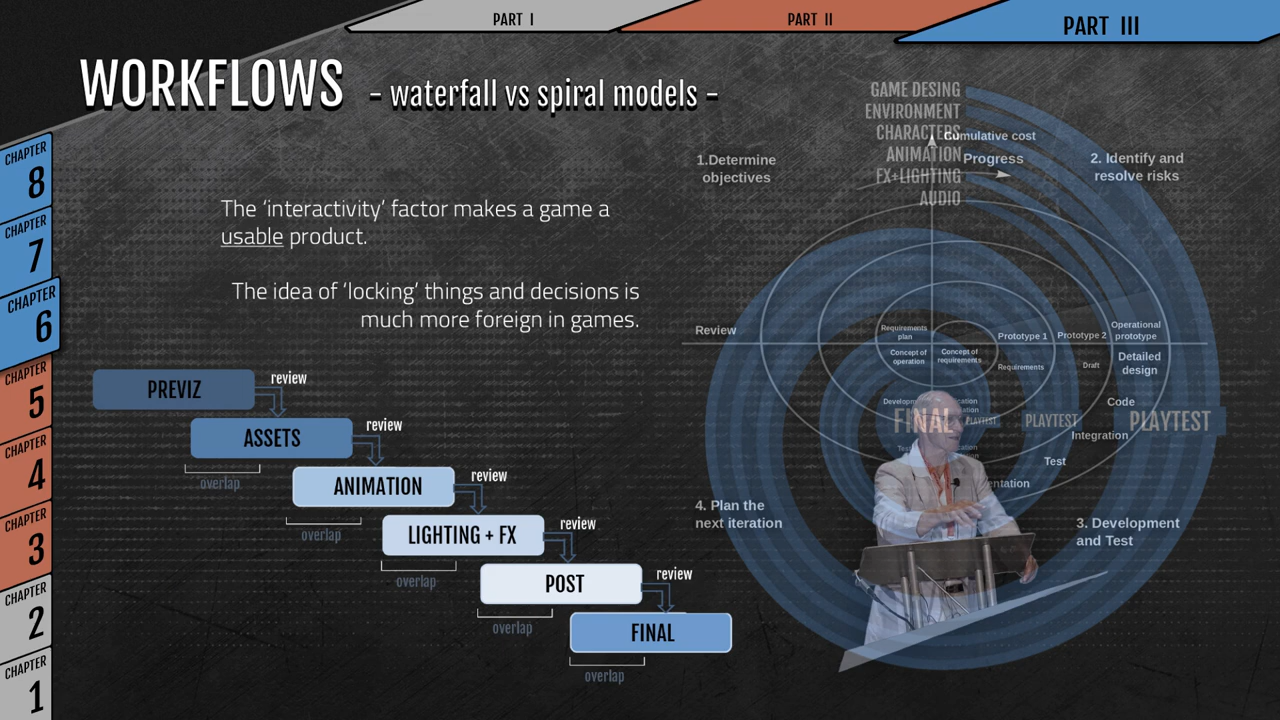 PART I
PART II
PART III
WORKFLOWS - waterfall vs spiral models -
CHAPTER
8
CHAPTER
7
CHAPTER
6
CHAPTER
5
CHAPTER
4
CHAPTER
3
CHAPTER
2
CHAPTER
1
The ‘interactivity’ factor makes a game a
usable product.
The idea of ‘locking’ things and decisions is
much more foreign in games.
PREVIZ
review
ASSETS
review
overlap
ANIMATION
review
overlap
LIGHTING + FX
review
overlap
POST
review
overlap
FINAL
overlap
GAME DESING
ENVIRONMENT
CHARACTERS
ANIMATION
FX+LIGHTING
AUDIO
Cumulative cost
Progress
1.Determine
objectives
2. Identify and
resolve risks
Review
Requirements
plan
Concept of
operation
Concept of
requirements
Prototype 1
Prototype 2
Operational
prototype
Requirements
Draft
Detailed
design
Code
FINAL
PLAYTEST
PLAYTEST
PLAYTEST
Integration
Test
4. Plan the
next iteration
3. Development
and Test